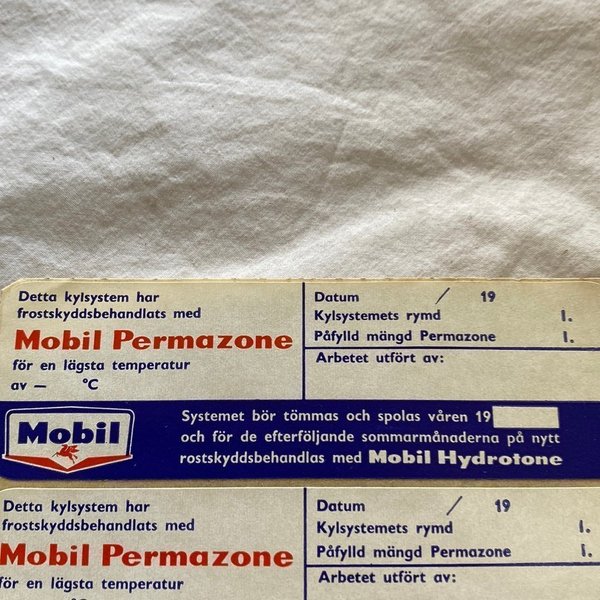 Detta kylsystem har
frostskyddsbehandlats med
Mobil Permazone
för en lägsta temperatur
av — °C
Datum / 19
Kylsystemets rymd l.
Påfylld mängd Permazone l.
Arbetet utfört av:
Mobil
Systemet bör tömmas och spolas våren 19
och för de efterföljande sommarmånaderna på nytt
rostskyddsbehandlas med Mobil Hydrotone
Detta kylsystem har
frostskyddsbehandlats med
Mobil Permazone
för en lägsta temperatur
°C
Datum / 19
Kylsystemets rymd l.
Påfylld mängd Permazone l.
Arbetet utfört av: